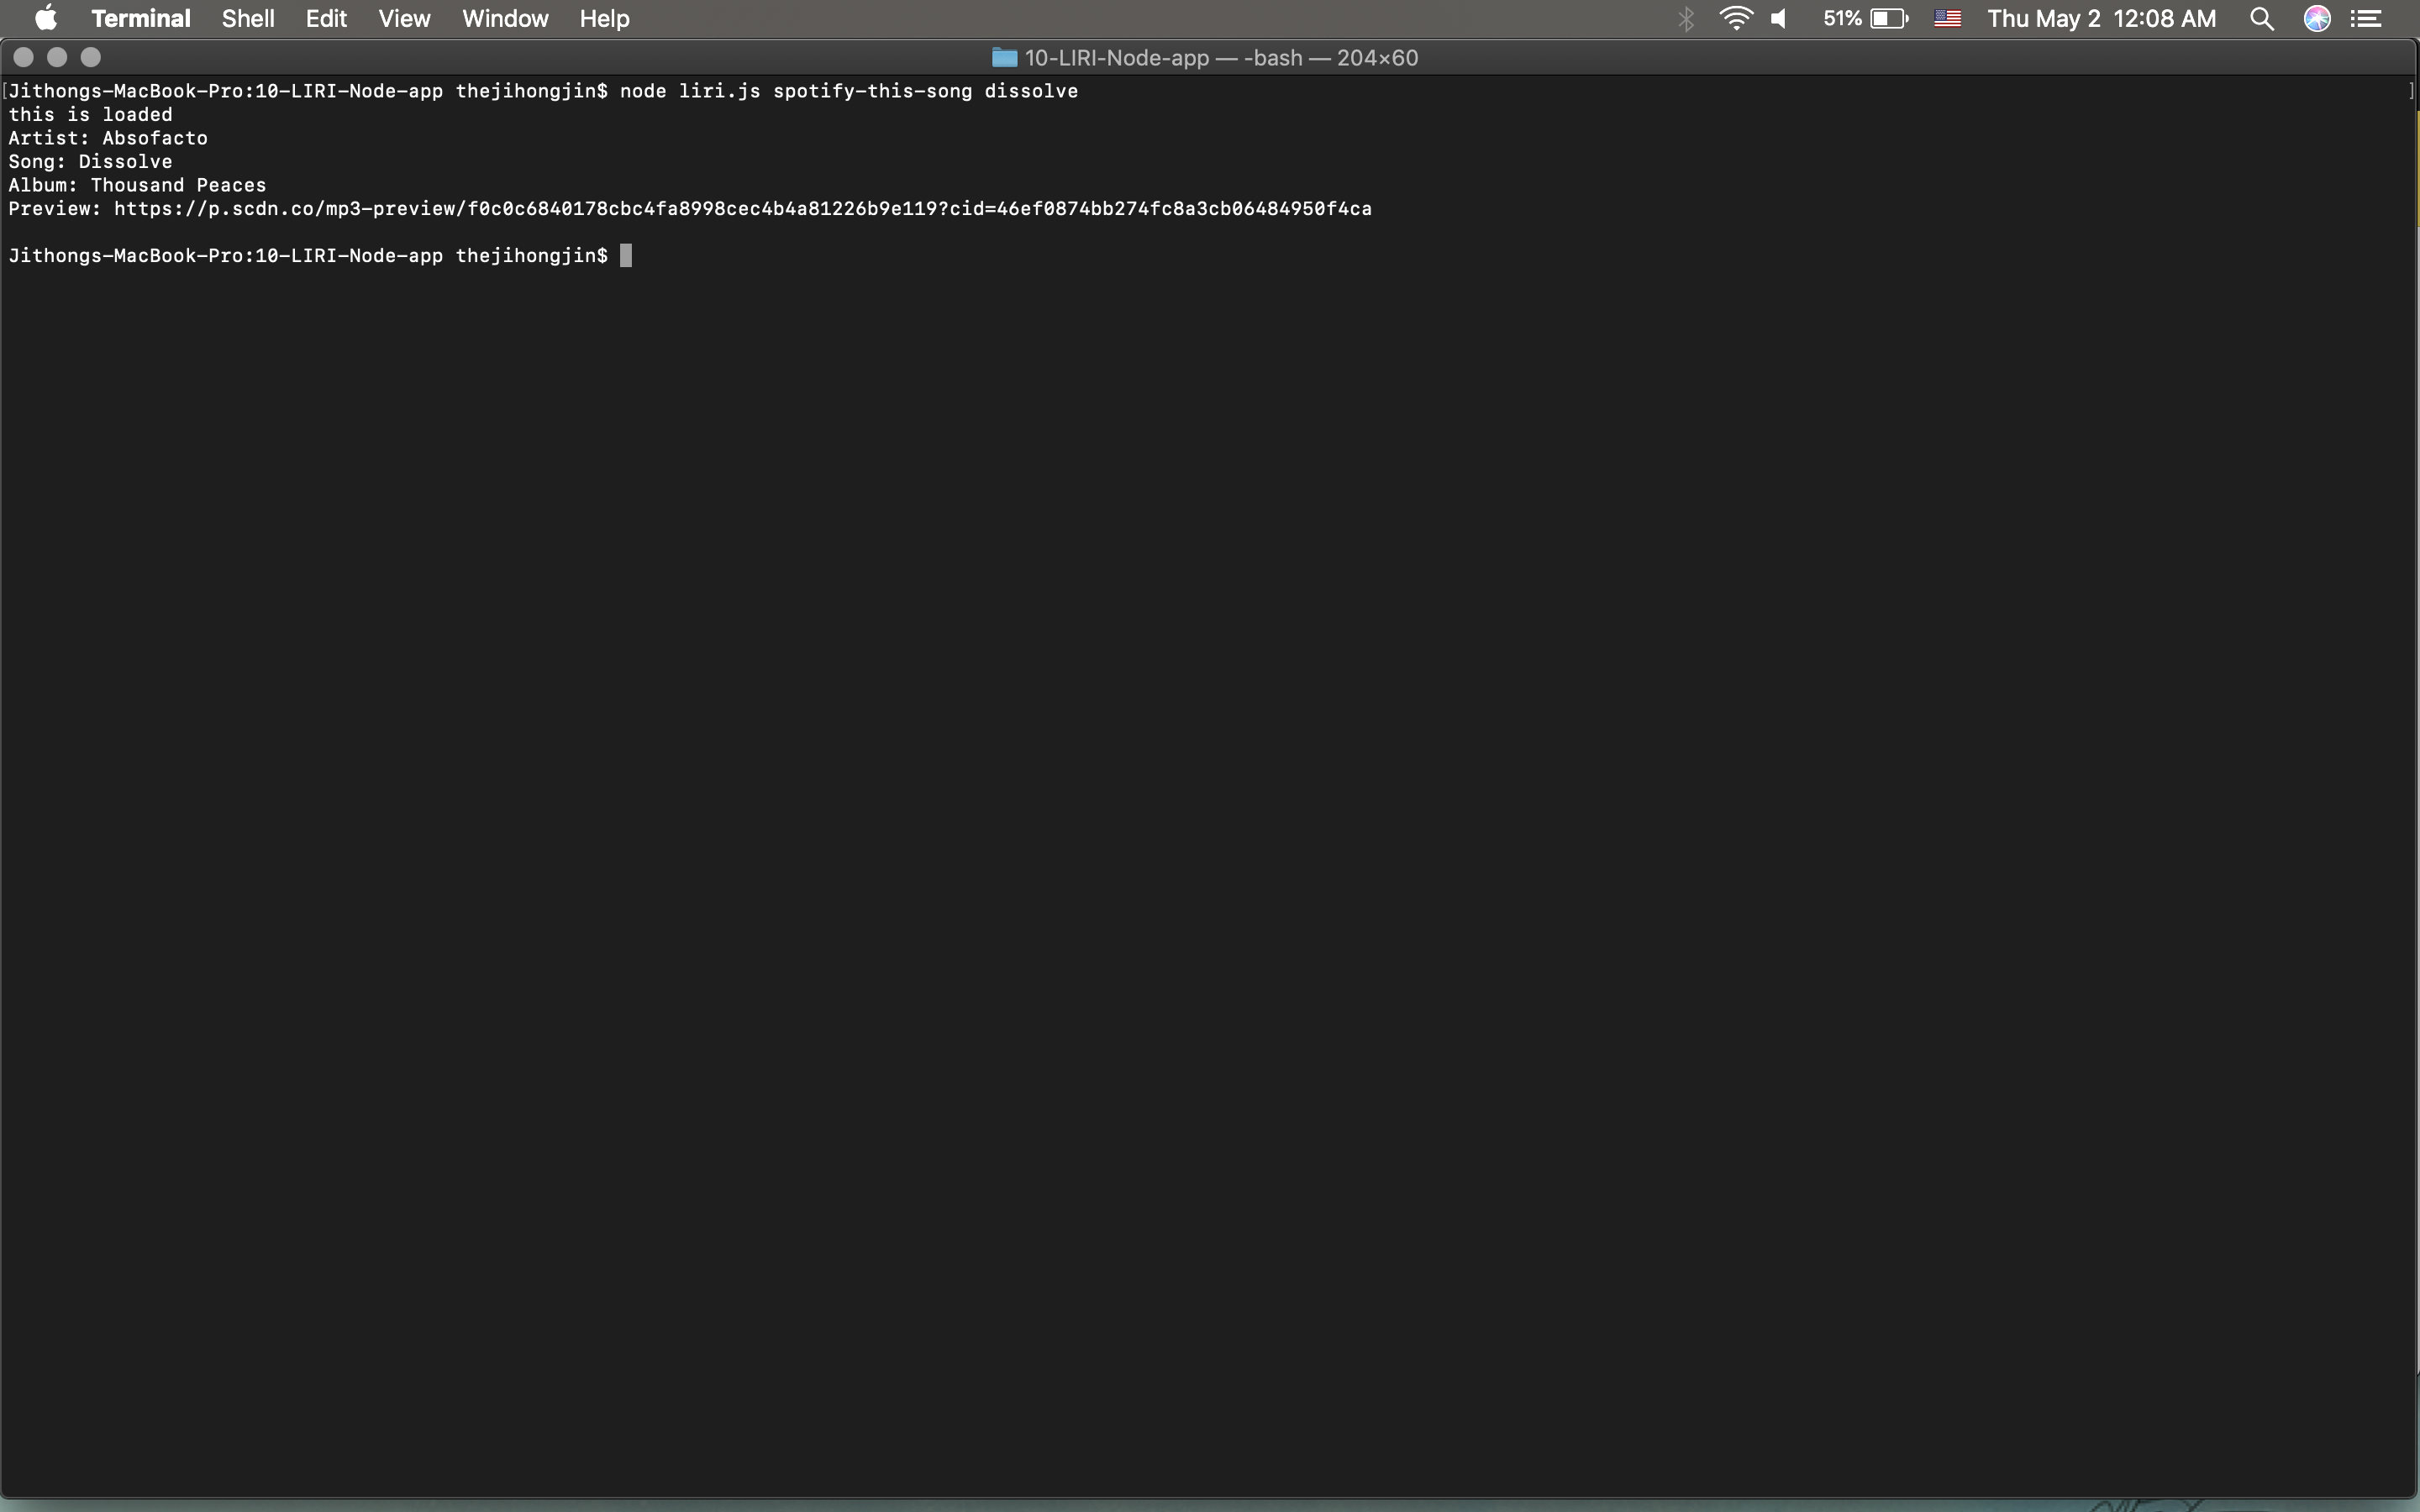 Terminal Shell Edit View Window Help 51% Thu May 2 12:08 AM
10-LIRI-Node-app — -bash — 204×60
[Jithongs-MacBook-Pro:10-LIRI-Node-app thejihongjin$ node liri.js spotify-this-song dissolve ]
this is loaded
Artist: Absofacto
Song: Dissolve
Album: Thousand Peaces
Preview: https://p.scdn.co/mp3-preview/f0c0c6840178cbc4fa8998cec4b4a81226b9e119?cid=46ef0874bb274fc8a3cb06484950f4ca
Jithongs-MacBook-Pro:10-LIRI-Node-app thejihongjin$